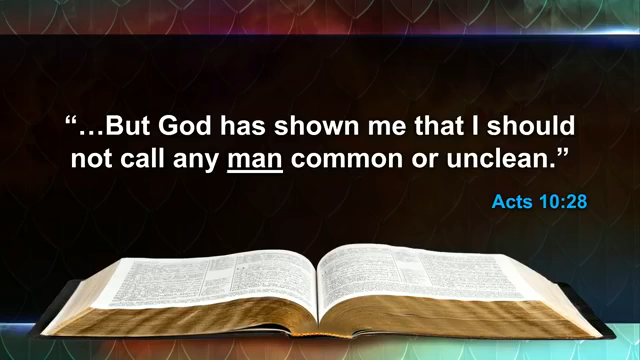 “…But God has shown me that I should
not call any man common or unclean.”
Acts 10:28